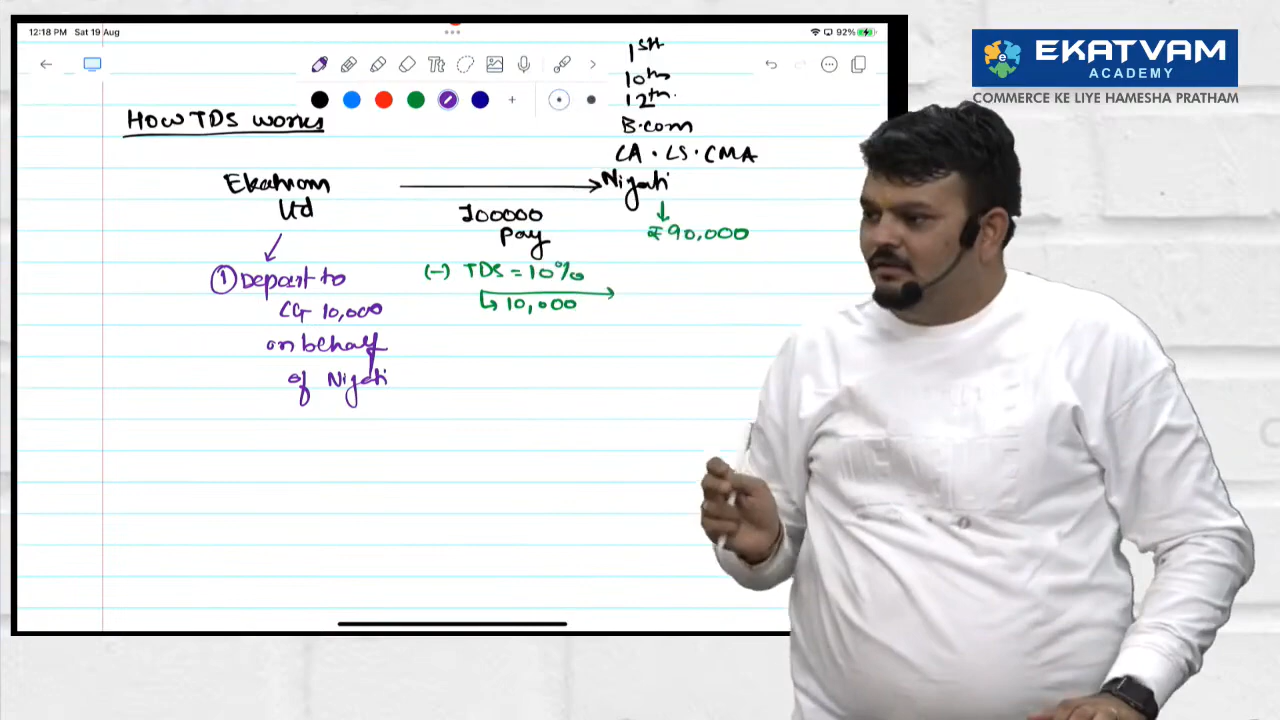 12:18 PM Sat 19 Aug
92%
EKATVAM
ACADEMY
COMMERCE KE LIYE HAMESHA PRATHAM
1st
10th
12th.
B.com
CA . CS . CMA
How TDS works
Ekatvam
Ltd
Nigati
100000
Pay
₹90,000
(-) TDS = 10%
10,000
① Deposit to
CG 10,000
on behalf
of Nigati